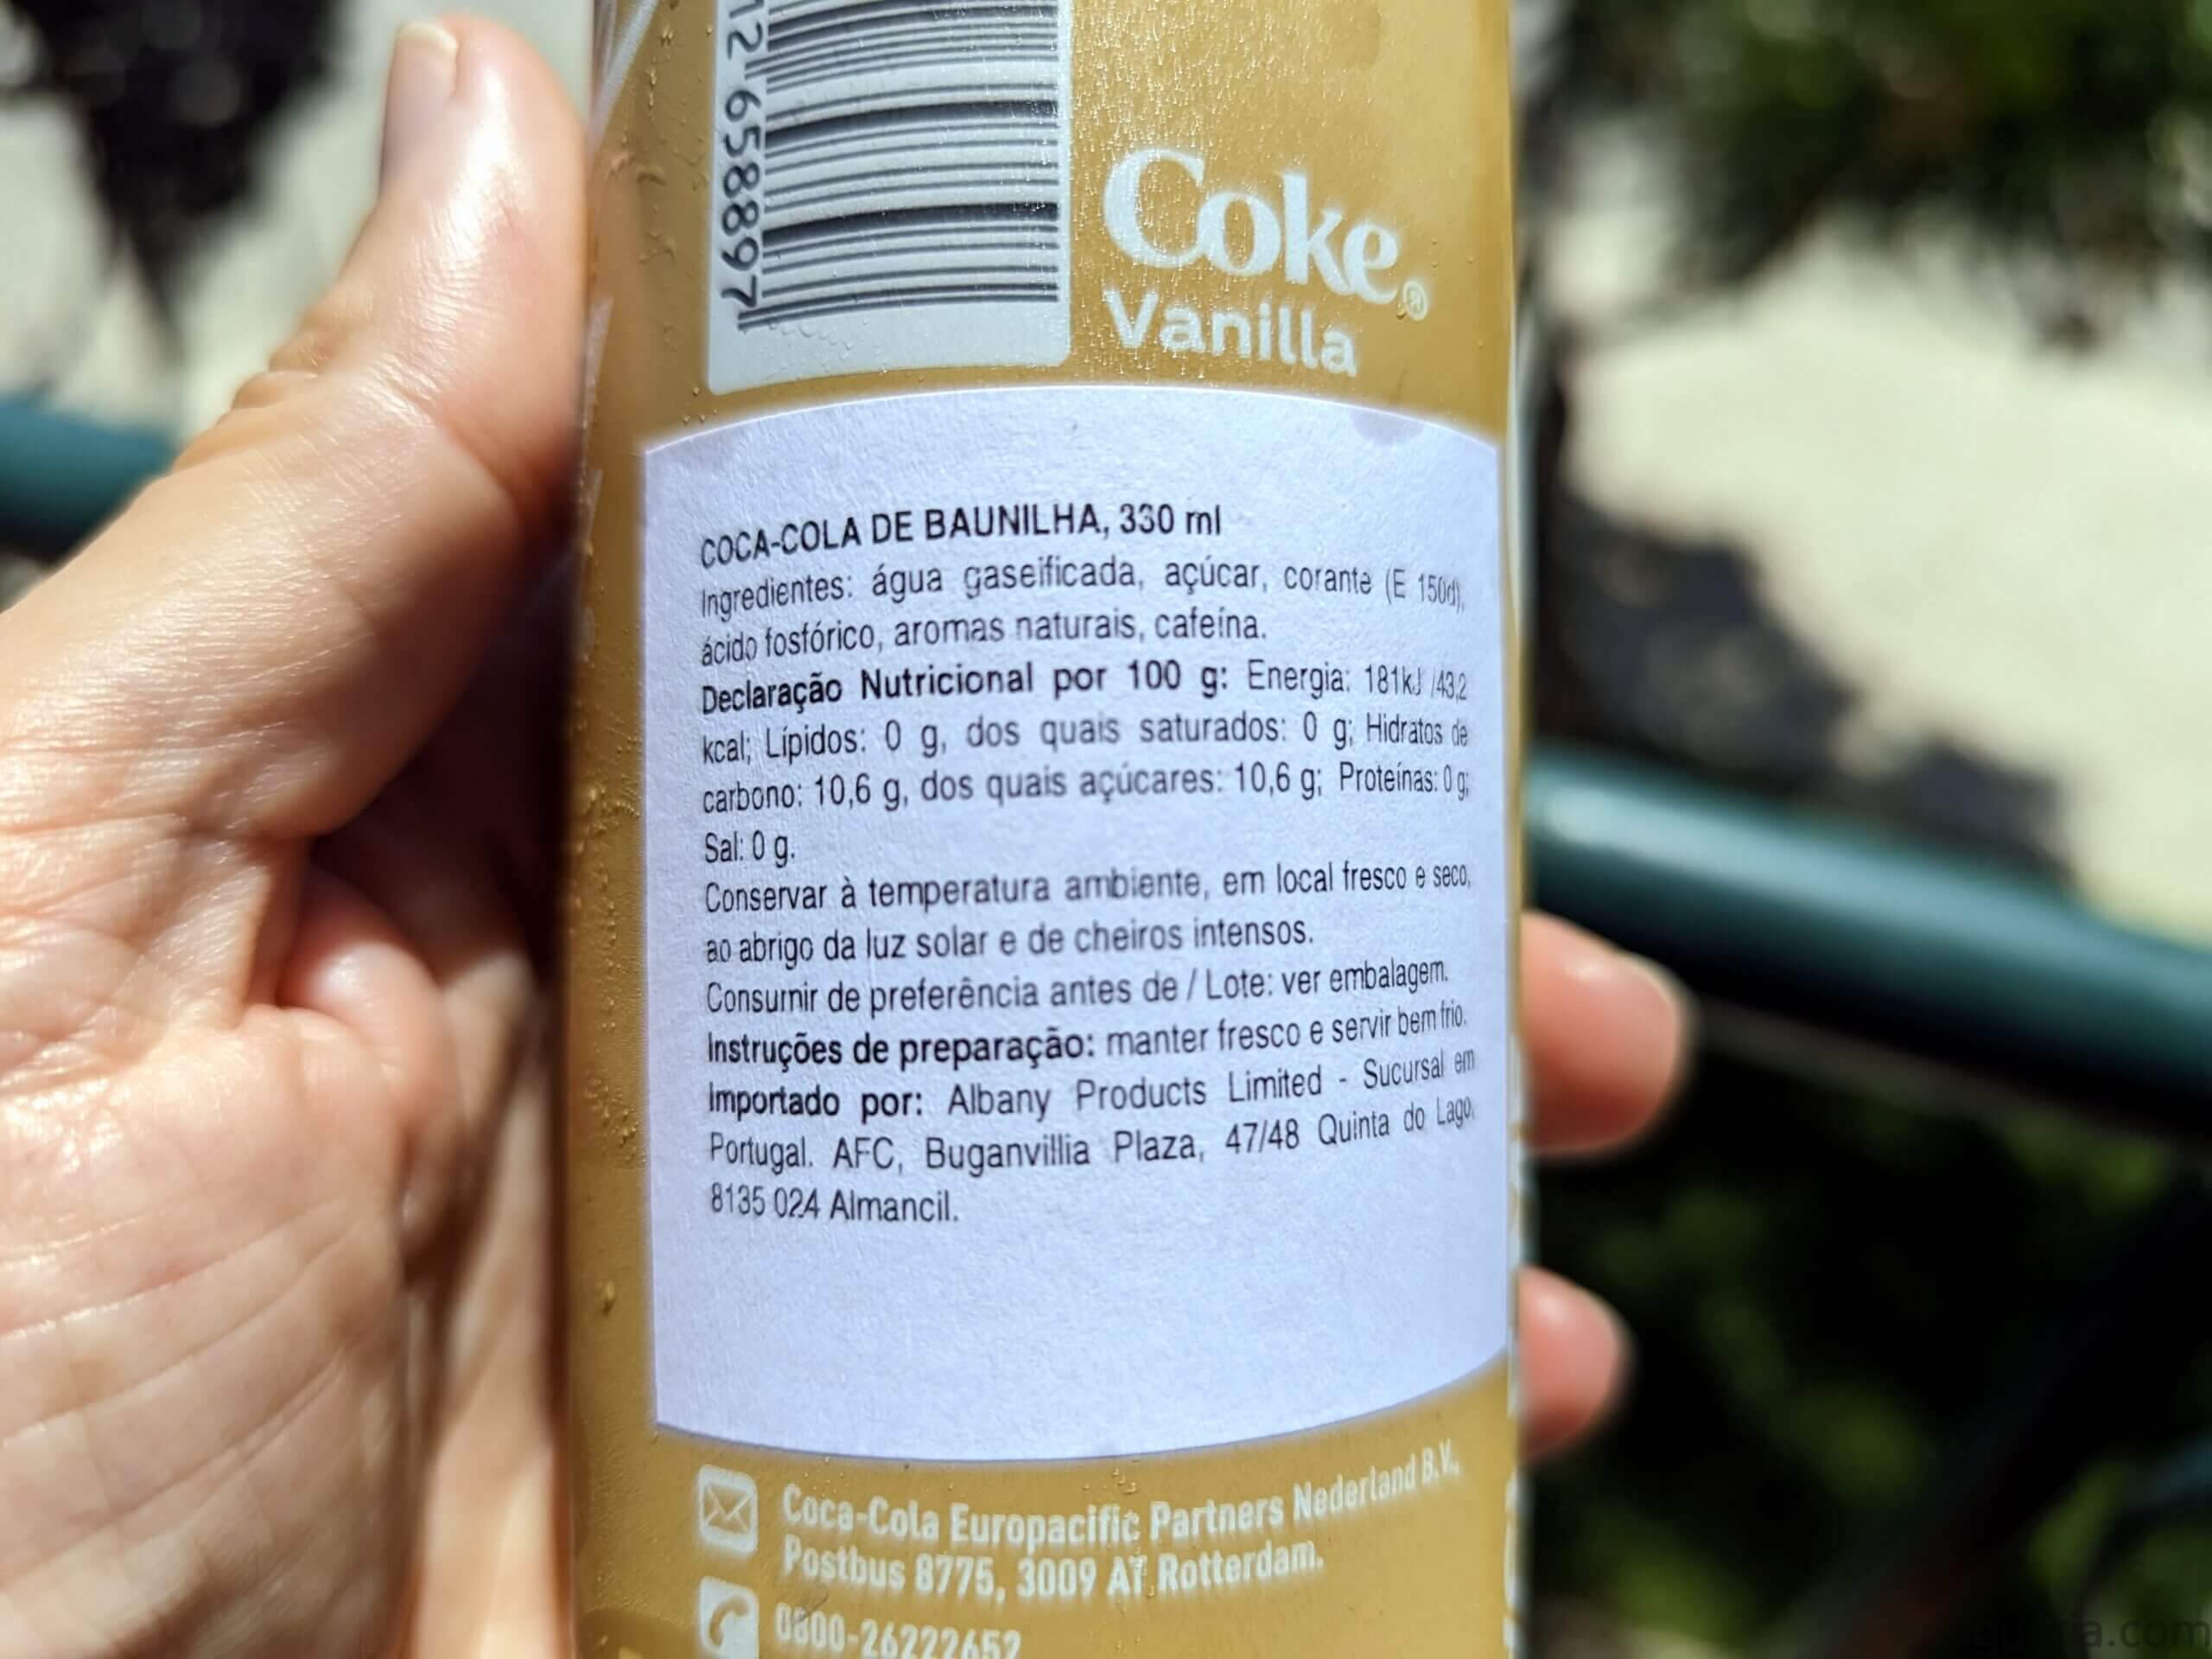 12 658897
Coke®
Vanilla
COCA-COLA DE BAUNILHA, 330 ml
Ingredientes: água gaseificada, açúcar, corante (E 150d),
ácido fosfórico, aromas naturais, cafeína.
Declaração Nutricional por 100 g: Energia: 181kJ /43,2
kcal; Lípidos: 0 g, dos quais saturados: 0 g; Hidratos de
carbono: 10,6 g, dos quais açúcares: 10,6 g; Proteínas: 0 g;
Sal: 0 g.
Conservar à temperatura ambiente, em local fresco e seco,
ao abrigo da luz solar e de cheiros intensos.
Consumir de preferência antes de / Lote: ver embalagem.
Instruções de preparação: manter fresco e servir bem frio.
Importado por: Albany Products Limited - Sucursal em
Portugal. AFC, Buganvillia Plaza, 47/48 Quinta do Lago,
8135 024 Almancil.
Coca-Cola Europacific Partners Nederland B.V.,
Postbus 8775, 3009 AT Rotterdam.
0800-26222652